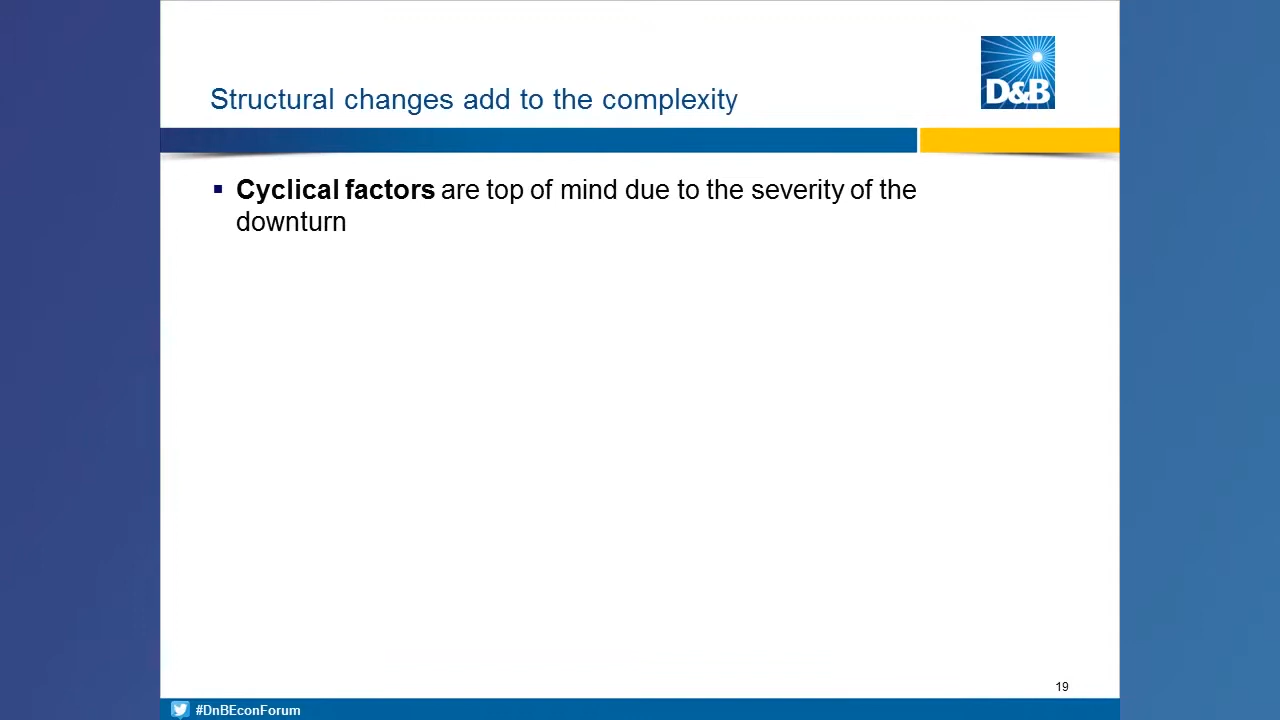 Structural changes add to the complexity
D&B
▪ Cyclical factors are top of mind due to the severity of the
downturn
19
#DnBEconForum